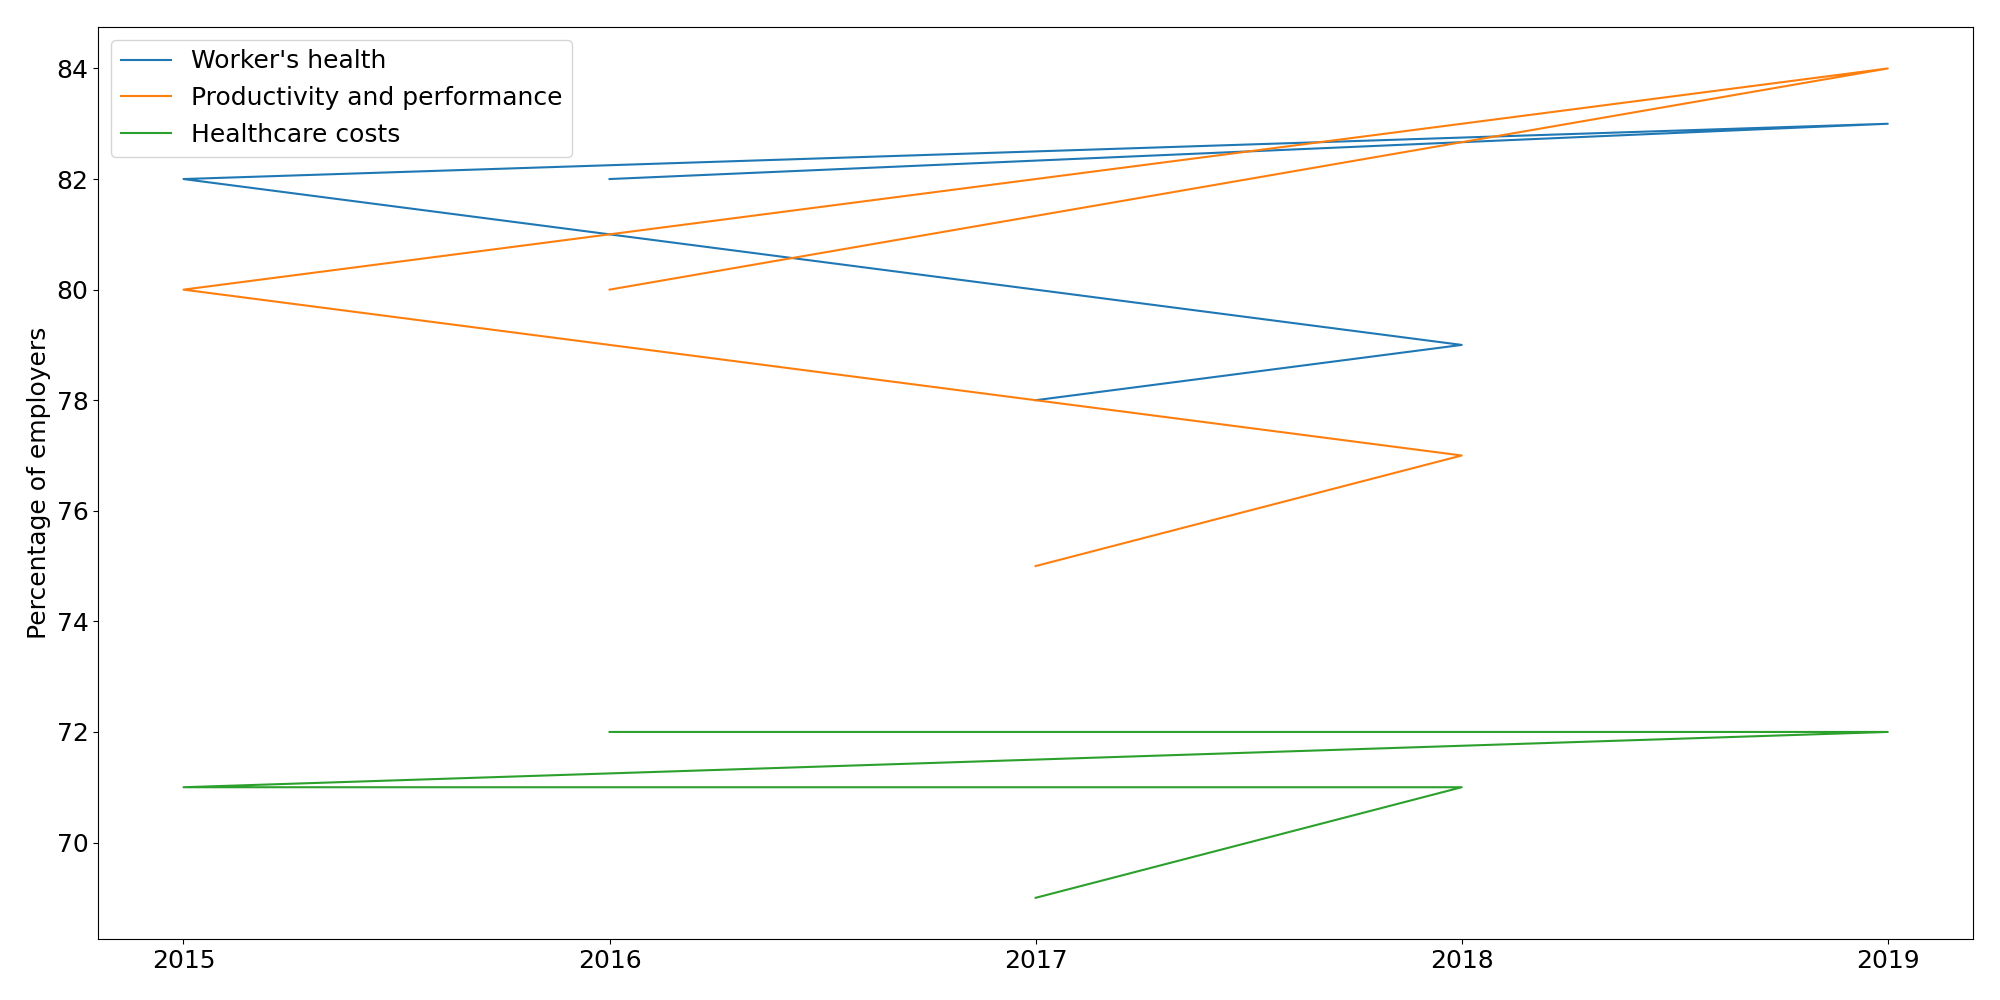 Worker's health
Productivity and performance
Healthcare costs
Percentage of employers
84
82
80
78
76
74
72
70
2015 2016 2017 2018 2019